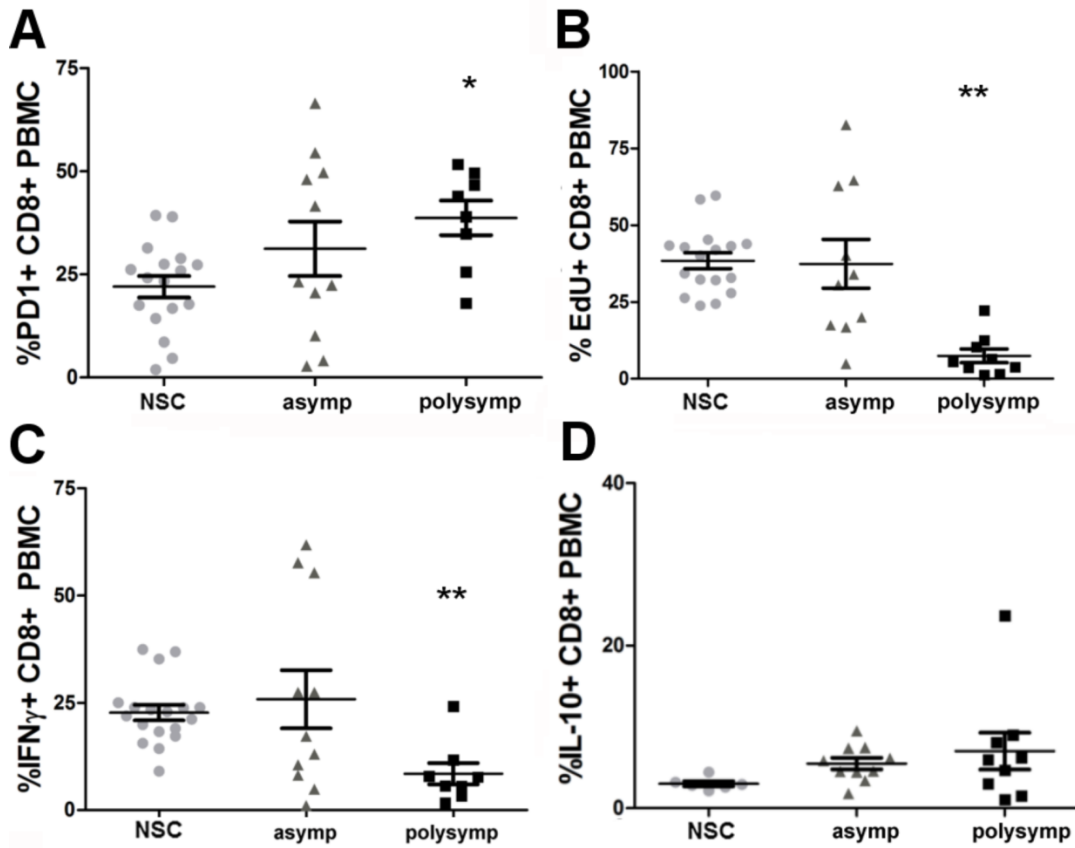 A
%PD1+ CD8+ PBMC
75
50
25
0
*
NSC asymp polysymp
B
% EdU+ CD8+ PBMC
100
75
50
25
0
**
NSC asymp polysymp
C
%IFNγ+ CD8+ PBMC
75
50
25
0
**
NSC asymp polysymp
D
%IL-10+ CD8+ PBMC
40
20
0
NSC asymp polysymp